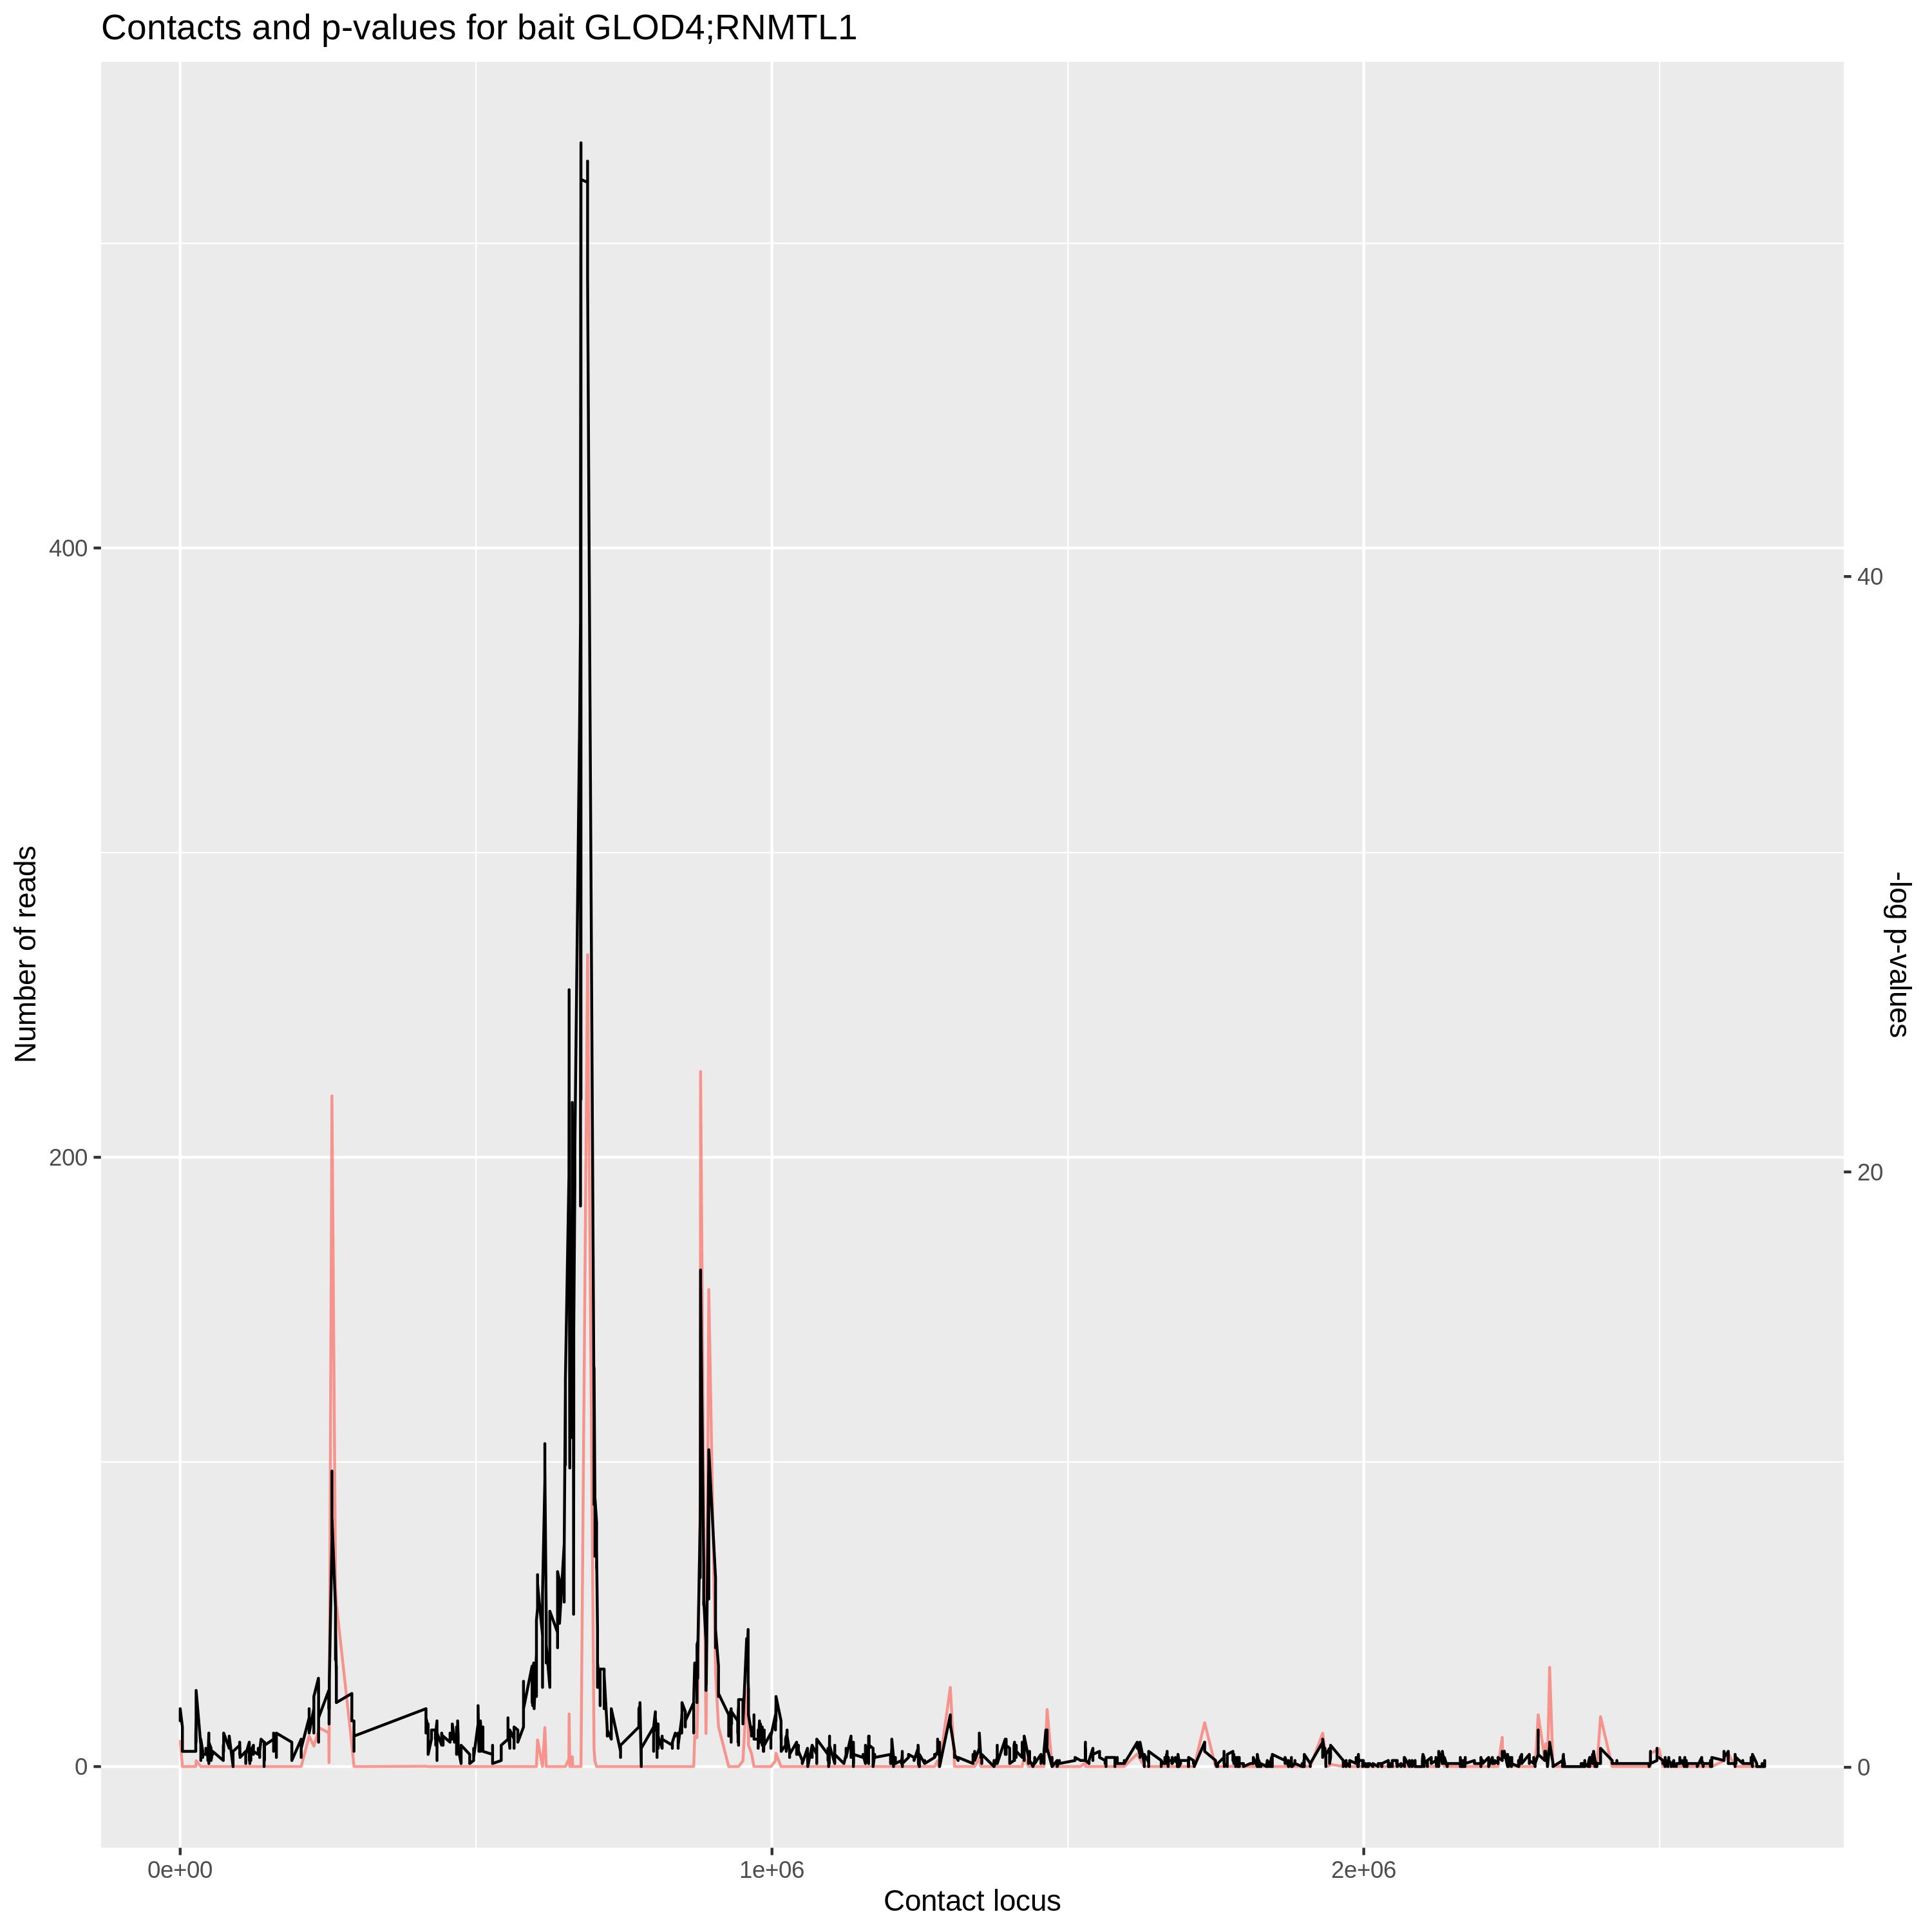 Contacts and p-values for bait GLOD4;RNMTL1
Number of reads
400
200
0
40
20
0
-log p-values
0e+00
1e+06
2e+06
Contact locus